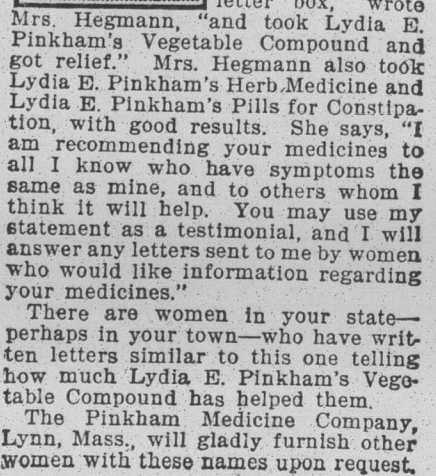 letter box," wrote
Mrs. Hegmann, "and took Lydia E.
Pinkham's Vegetable Compound and
got relief." Mrs. Hegmann also took
Lydia E. Pinkham's Herb Medicine and
Lydia E. Pinkham's Pills for Constipa-
tion, with good results. She says, "I
am recommending your medicines to
all I know who have symptoms the
same as mine, and to others whom I
think it will help. You may use my
statement as a testimonial, and I will
answer any letters sent to me by women
who would like information regarding
your medicines."
There are women in your state—
perhaps in your town—who have writ-
ten letters similar to this one telling
how much Lydia E. Pinkham's Vege-
table Compound has helped them.
The Pinkham Medicine Company,
Lynn, Mass., will gladly furnish other
women with these names upon request.